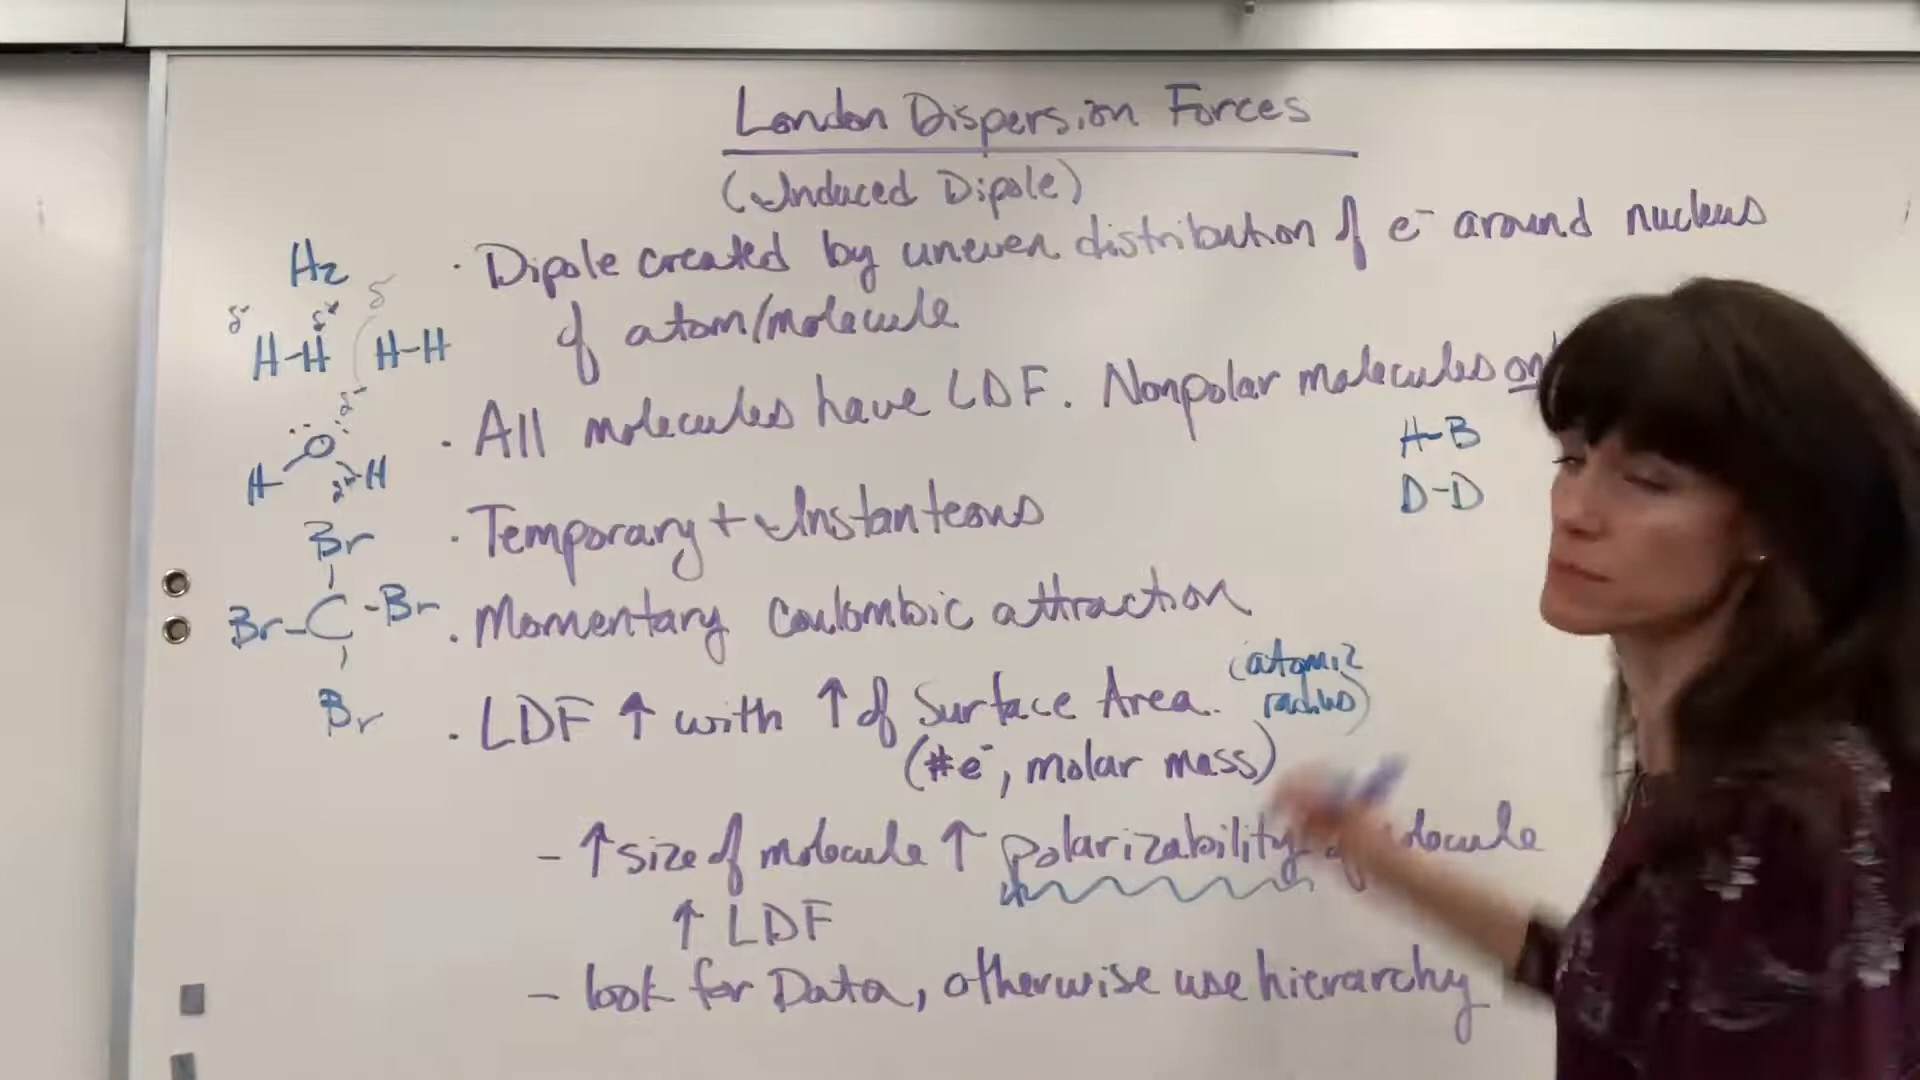 London Dispersion Forces
(Induced Dipole)
· Dipole created by uneven distribution of e⁻ around nucleus
of atom/molecule
· All molecules have LDF. Nonpolar molecules
· Temporary + Instanteous
· Momentary Coulombic attraction
· LDF ↑ with ↑ of Surface Area. (atomic
radius)
(#e⁻, molar mass)
- ↑ size of molecule ↑ polarizability of molecule
↑ LDF
- look for Data, otherwise use hierarchy
H2
δ⁻ δ⁺ δ⁻
H-H H-H
δ⁻
O
H δ⁺ H
Br
Br-C-Br
Br
H-B
D-D